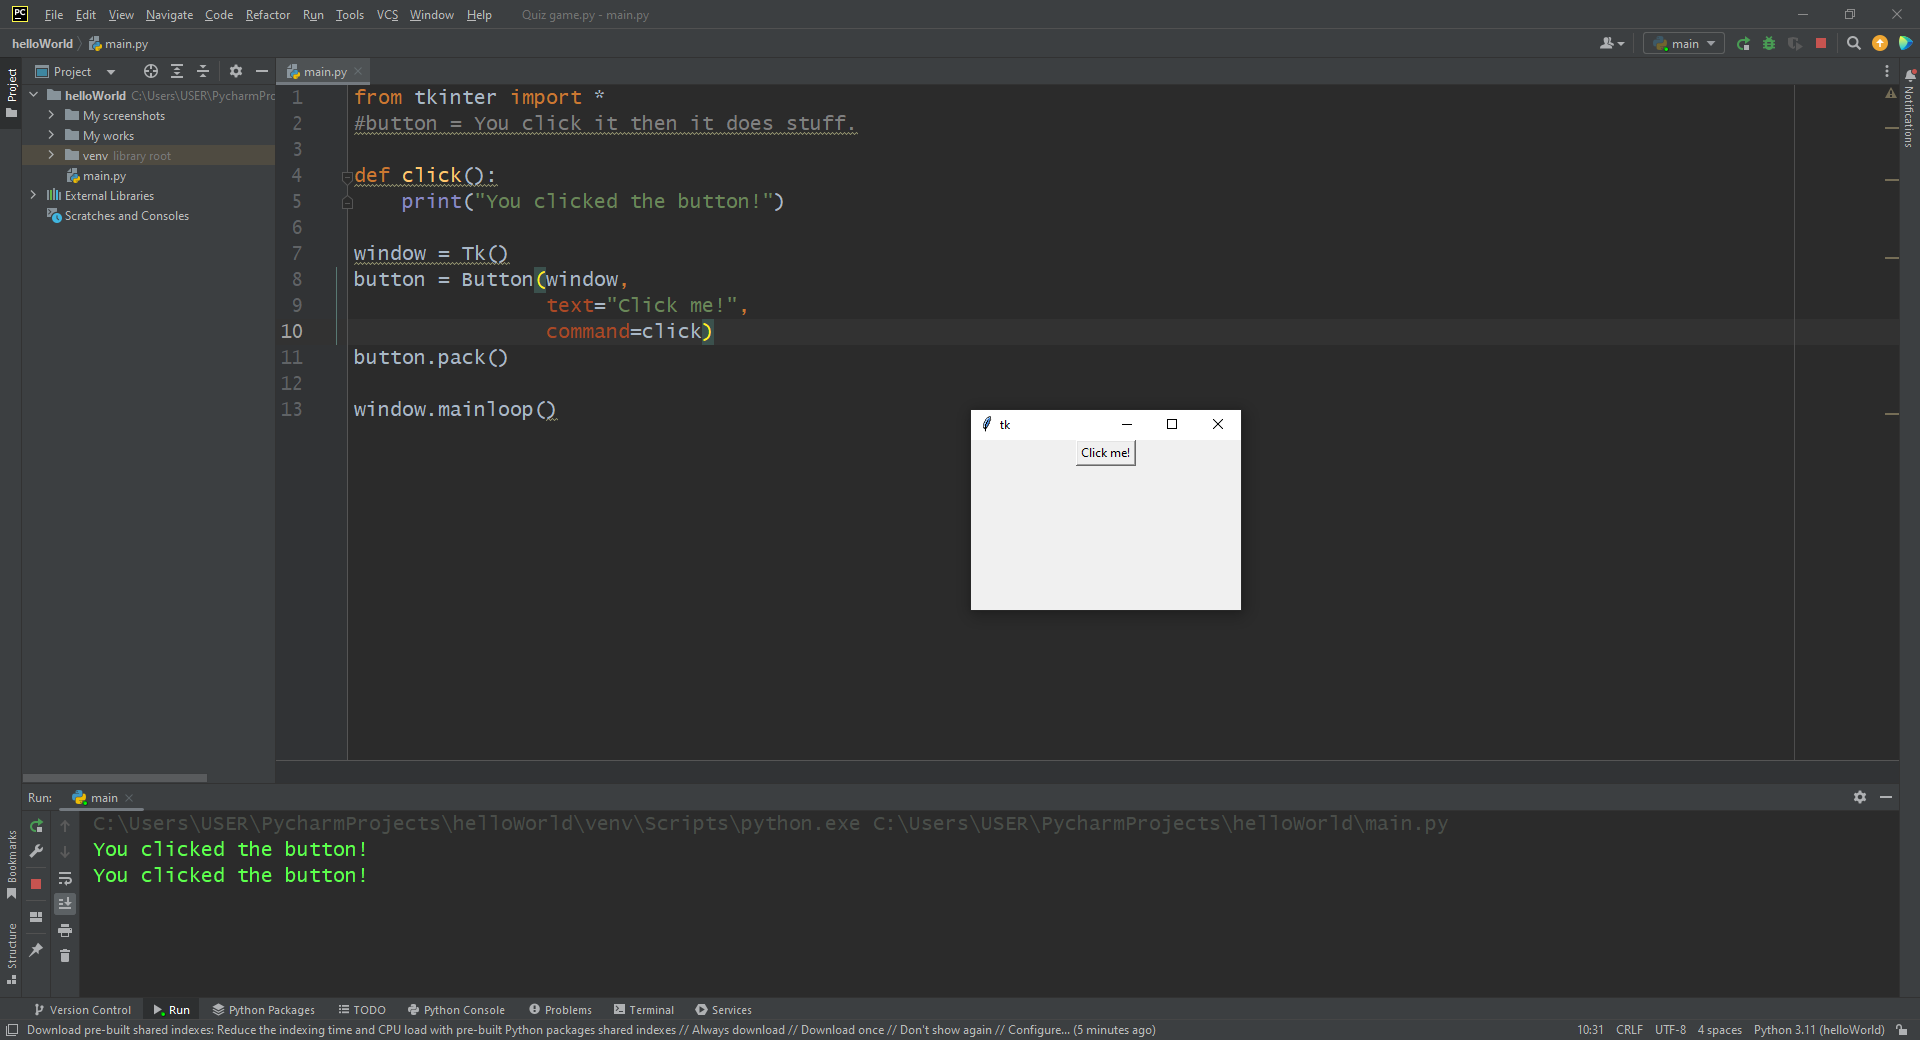 PC File Edit View Navigate Code Refactor Run Tools VCS Window Help Quiz game.py - main.py
helloWorld main.py main
Project
Project
main.py
helloWorld C:\Users\USER\PycharmPro
My screenshots
My works
venv library root
main.py
External Libraries
Scratches and Consoles
1 from tkinter import *
2 #button = You click it then it does stuff.
3
4 def click():
5 print("You clicked the button!")
6
7 window = Tk()
8 button = Button(window,
9 text="Click me!",
10 command=click)
11 button.pack()
12
13 window.mainloop()
tk
Click me!
Notifications
Run: main
C:\Users\USER\PycharmProjects\helloWorld\venv\Scripts\python.exe C:\Users\USER\PycharmProjects\helloWorld\main.py
You clicked the button!
You clicked the button!
Bookmarks
Structure
Version Control Run Python Packages TODO Python Console Problems Terminal Services
Download pre-built shared indexes: Reduce the indexing time and CPU load with pre-built Python packages shared indexes // Always download // Download once // Don't show again // Configure... (5 minutes ago) 10:31 CRLF UTF-8 4 spaces Python 3.11 (helloWorld)